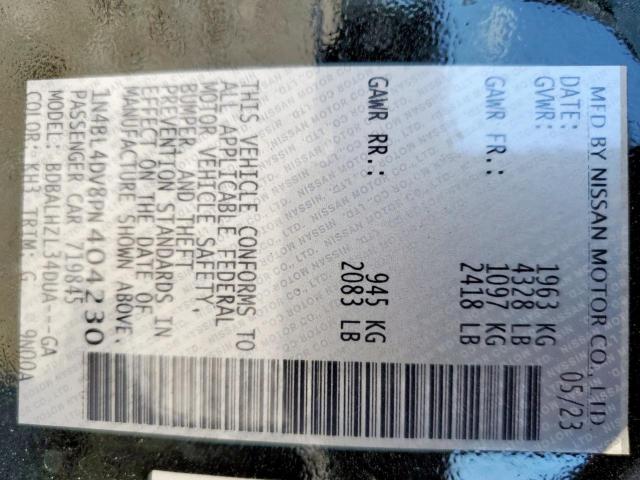 MFD BY NISSAN MOTOR CO., LTD
DATE: 05/23
GVWR: 1963 KG
4328 LB
GAWR FR.: 1097 KG
2418 LB
GAWR RR.: 945 KG
2083 LB
THIS VEHICLE CONFORMS TO
ALL APPLICABLE FEDERAL
MOTOR VEHICLE SAFETY,
BUMPER, AND THEFT
PREVENTION STANDARDS IN
EFFECT ON THE DATE OF
MANUFACTURE SHOWN ABOVE.
1N4BL4DV8PN404230
PASSENGER CAR 719845
MODEL: BDBALHZL34DUA---GA
COLOR: KH3 TRIM: G 9N00A